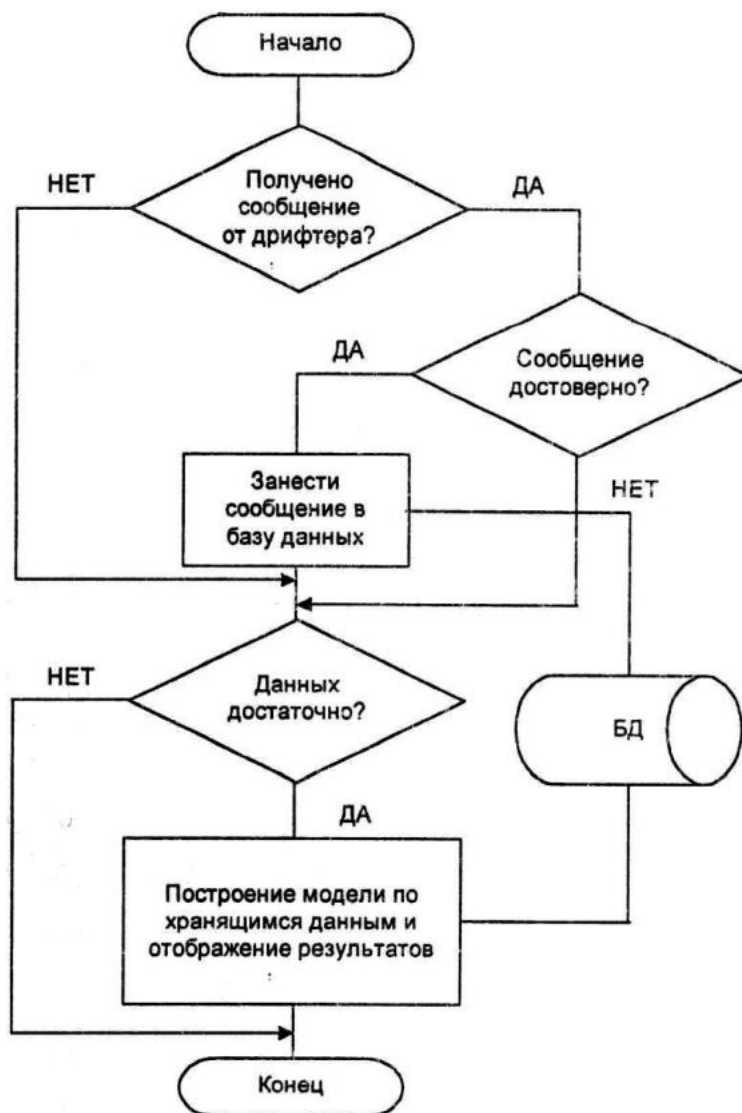 Начало
НЕТ
Получено
сообщение
от дрифтера?
ДА
ДА
Сообщение
достоверно?
Занести
сообщение в
базу данных
НЕТ
НЕТ
Данных
достаточно?
БД
ДА
Построение модели по
хранящимся данным и
отображение результатов
Конец